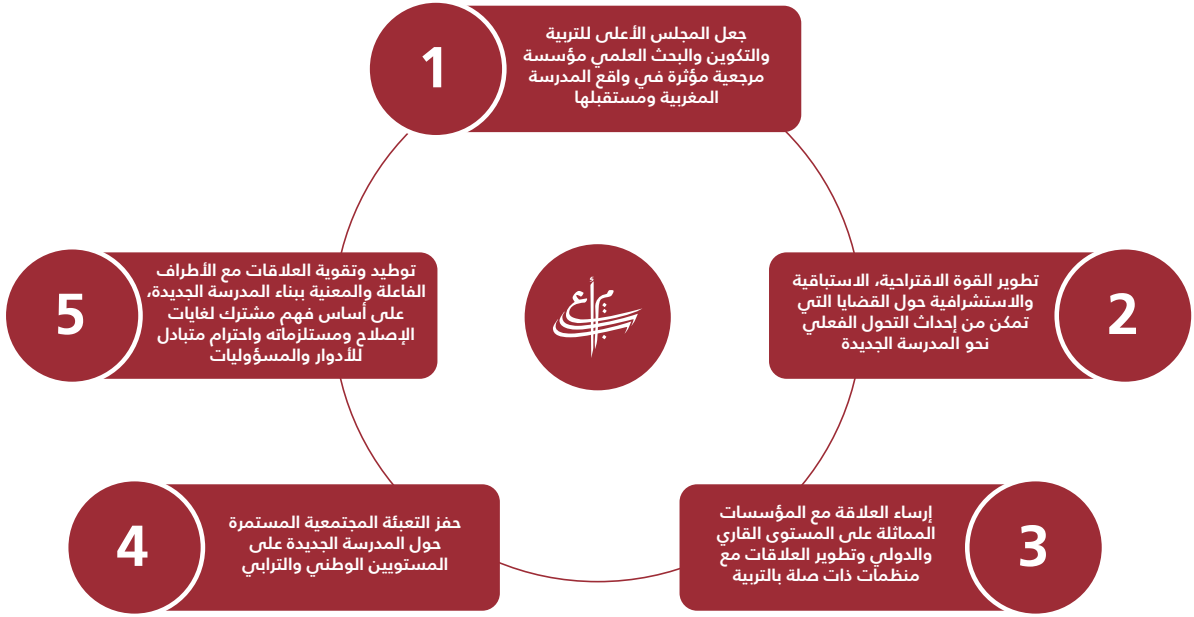 1
جعل المجلس الأعلى للتربية
والتكوين والبحث العلمي مؤسسة
مرجعية مؤثرة في واقع المدرسة
المغربية ومستقبلها
2
تطوير القوة الاقتراحية، الاستباقية
والاستشرافية حول القضايا التي
تمكن من إحداث التحول الفعلي
نحو المدرسة الجديدة
3
إرساء العلاقة مع المؤسسات
المماثلة على المستوى القاري
والدولي وتطوير العلاقات مع
منظمات ذات صلة بالتربية
4
حفز التعبئة المجتمعية المستمرة
حول المدرسة الجديدة على
المستويين الوطني والترابي
5
توطيد وتقوية العلاقات مع الأطراف
الفاعلة والمعنية ببناء المدرسة الجديدة،
على أساس فهم مشترك لغايات
الإصلاح ومستلزماته واحترام متبادل
للأدوار والمسؤوليات